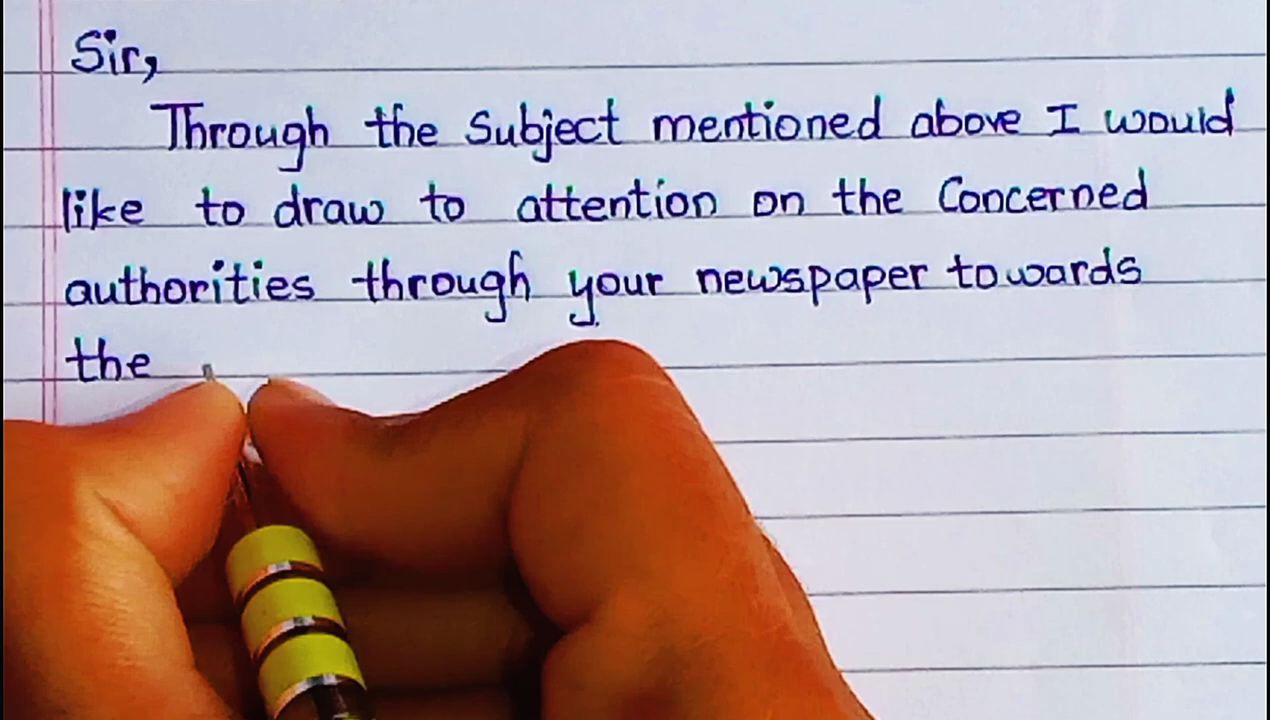 Sir,
Through the Subject mentioned above I would
like to draw to attention on the Concerned
authorities through your newspaper towards
the